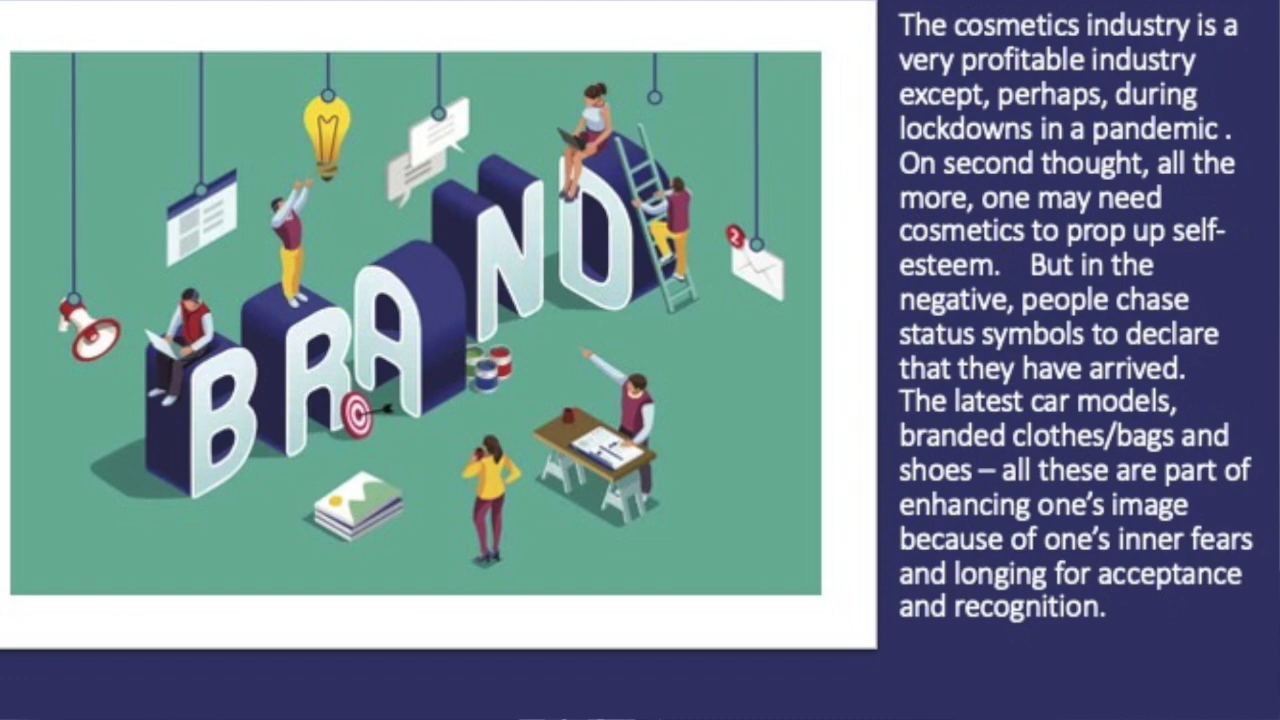 BRAND
2
The cosmetics industry is a
very profitable industry
except, perhaps, during
lockdowns in a pandemic .
On second thought, all the
more, one may need
cosmetics to prop up self-
esteem.    But in the
negative, people chase
status symbols to declare
that they have arrived.
The latest car models,
branded clothes/bags and
shoes – all these are part of
enhancing one’s image
because of one’s inner fears
and longing for acceptance
and recognition.